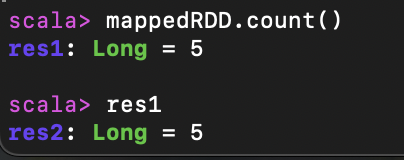 scala> mappedRDD.count()
res1: Long = 5
scala> res1
res2: Long = 5